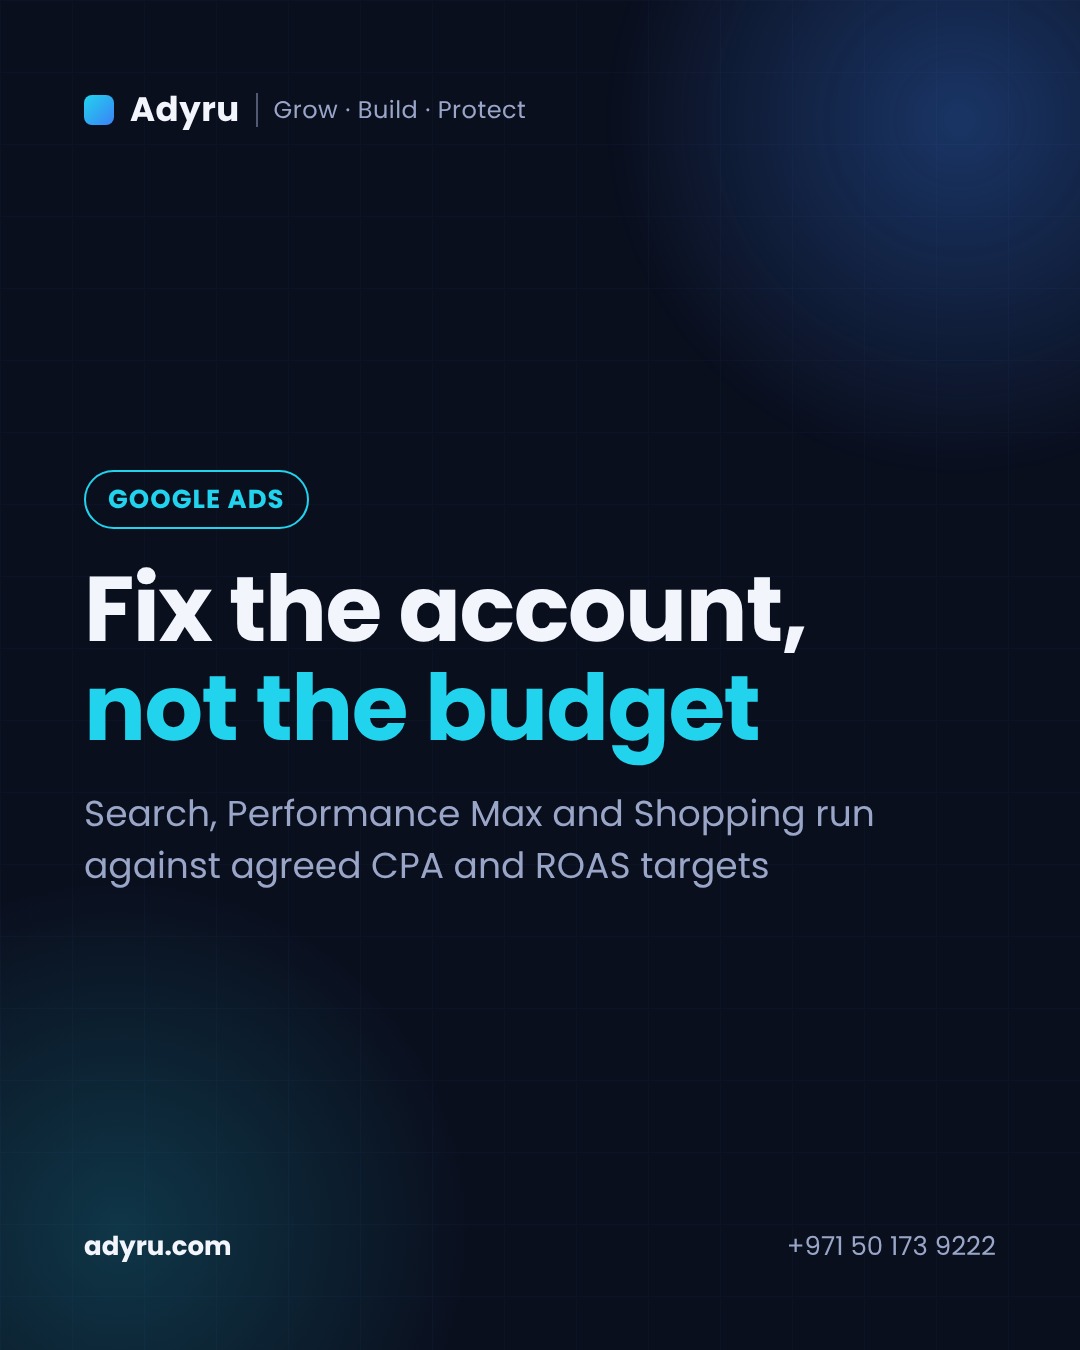 Adyru | Grow · Build · Protect
GOOGLE ADS
Fix the account,
not the budget
Search, Performance Max and Shopping run
against agreed CPA and ROAS targets
adyru.com
+971 50 173 9222